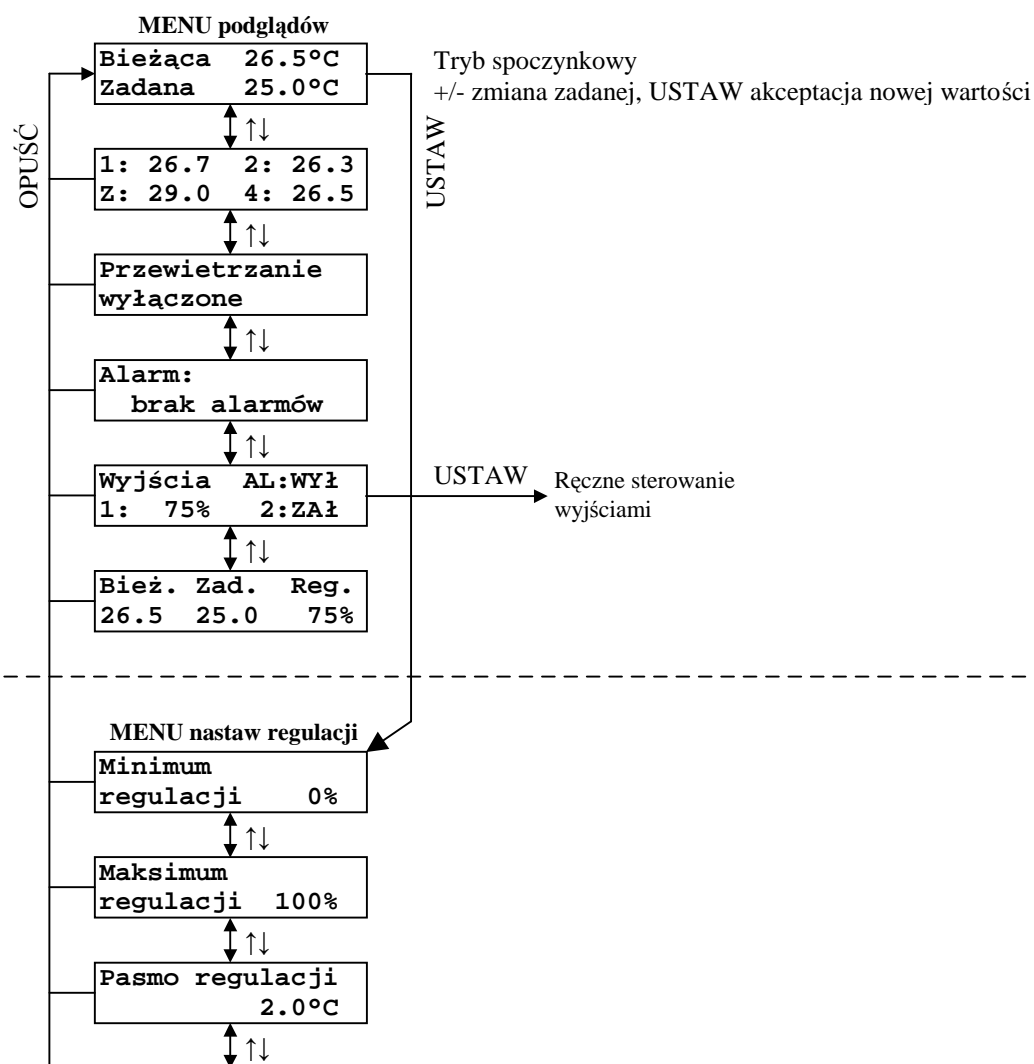 MENU podglądów
Bieżąca 26.5°C
Zadana 25.0°C
Tryb spoczynkowy
+/- zmiana zadanej, USTAW akceptacja nowej wartości
OPUŚĆ
USTAW
↑↓
1: 26.7 2: 26.3
Z: 29.0 4: 26.5
↑↓
Przewietrzanie
wyłączone
↑↓
Alarm:
brak alarmów
↑↓
Wyjścia AL:WYł
1: 75% 2:ZAł
USTAW
Ręczne sterowanie
wyjściami
↑↓
Bież. Zad. Reg.
26.5 25.0 75%
MENU nastaw regulacji
Minimum
regulacji 0%
↑↓
Maksimum
regulacji 100%
↑↓
Pasmo regulacji
2.0°C
↑↓